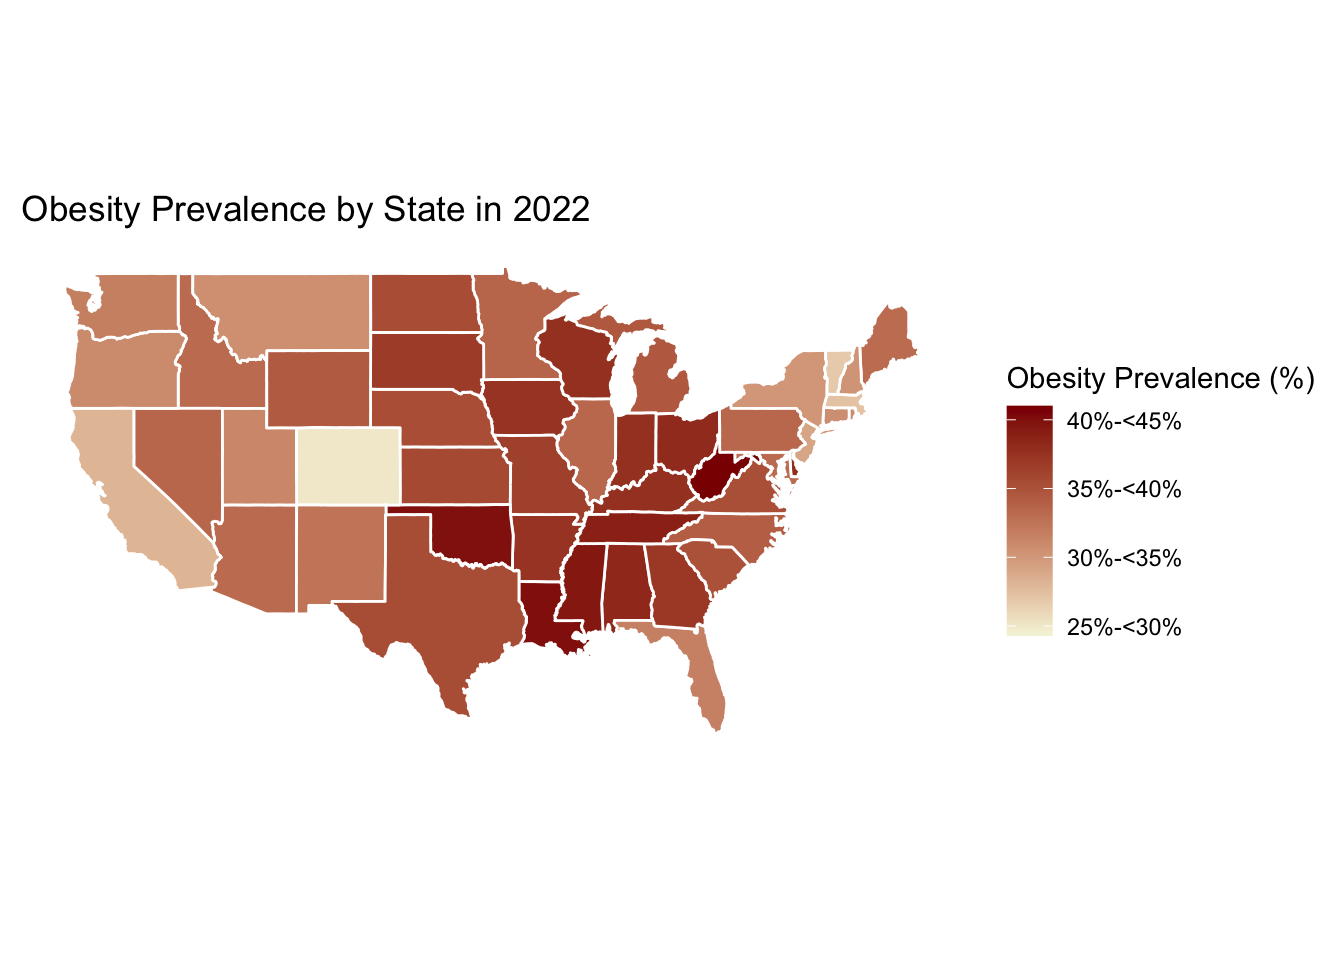 Obesity Prevalence by State in 2022
Obesity Prevalence (%)
40%-<45%
35%-<40%
30%-<35%
25%-<30%